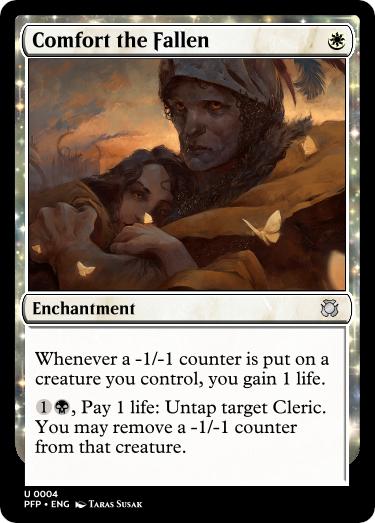 Comfort the Fallen
Enchantment
Whenever a -1/-1 counter is put on a
creature you control, you gain 1 life.
1, Pay 1 life: Untap target Cleric.
You may remove a -1/-1 counter
from that creature.
U 0004
PFP • ENG Taras Susak